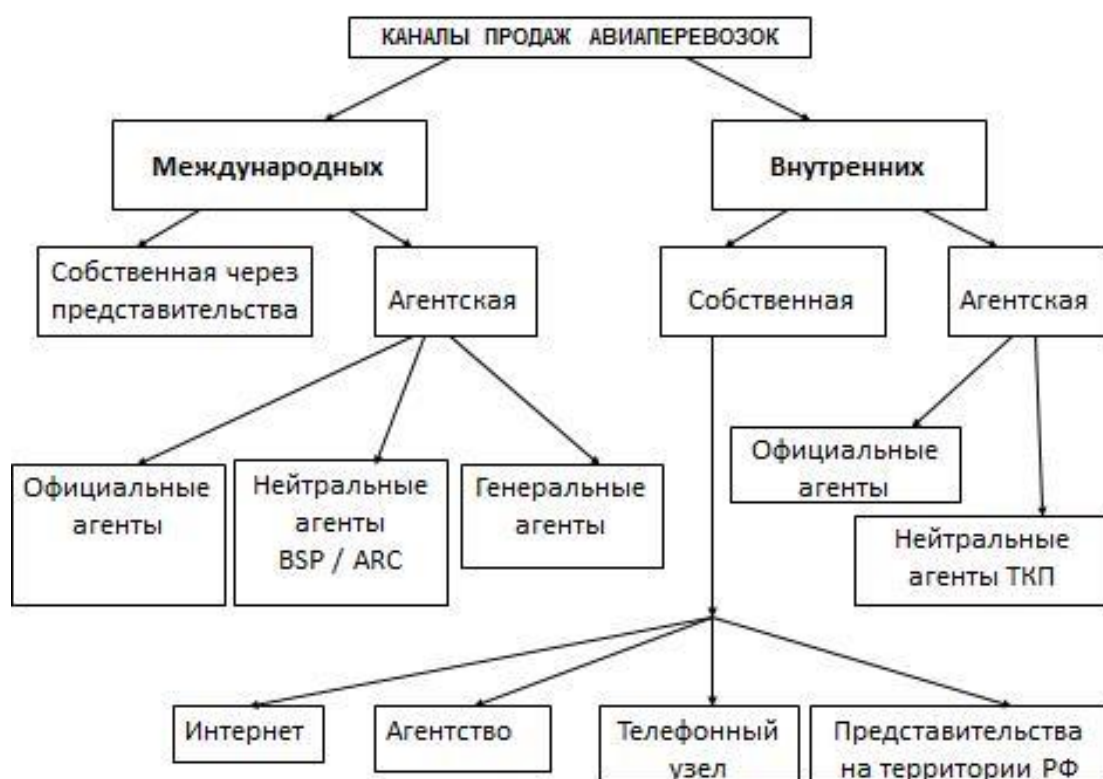 КАНАЛЫ ПРОДАЖ АВИАПЕРЕВОЗОК
Международных
Внутренних
Собственная через
представительства
Агентская
Собственная
Агентская
Официальные
агенты
Нейтральные
агенты
BSP / ARC
Генеральные
агенты
Официальные
агенты
Нейтральные
агенты ТКП
Интернет
Агентство
Телефонный
узел
Представительства
на территории РФ